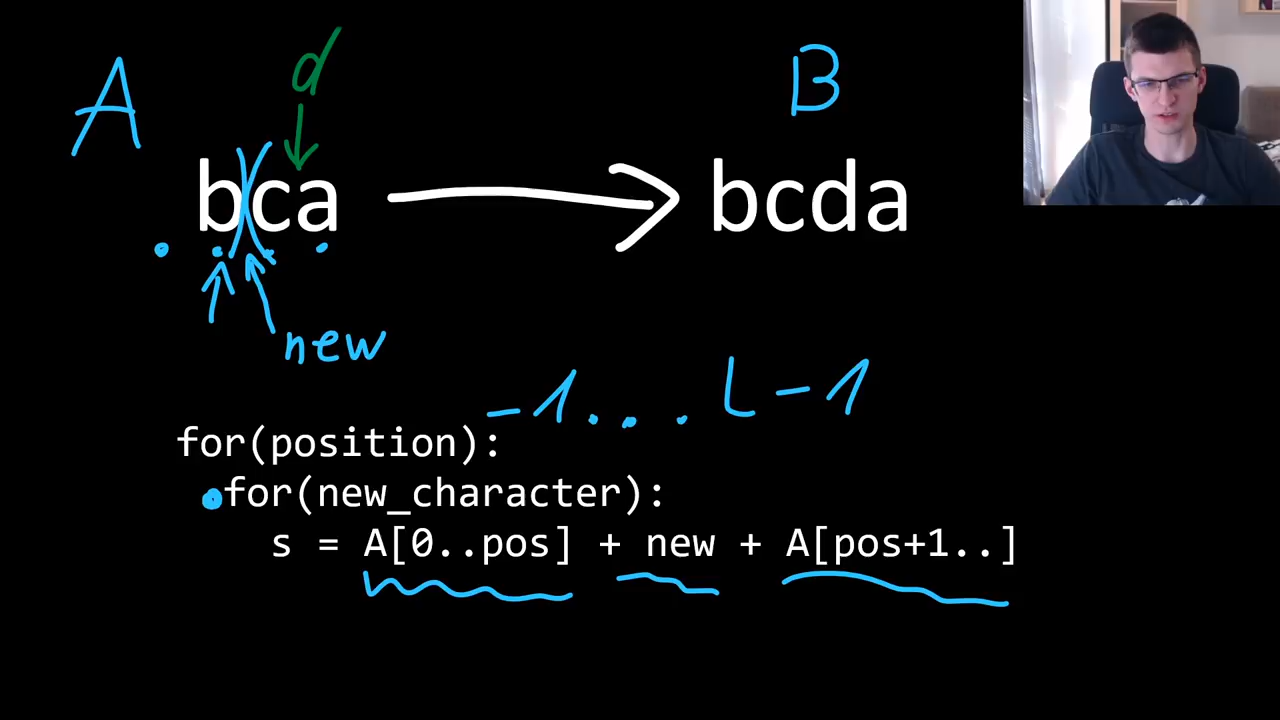 d
A B
bca bcda
new
-1... L-1
for(position):
for(new_character):
s = A[0..pos] + new + A[pos+1..]